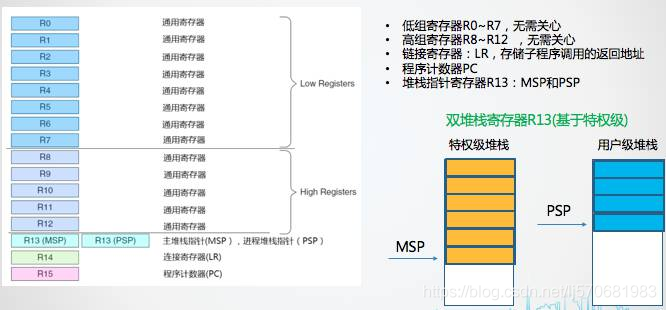 R0 通用寄存器
R1 通用寄存器
R2 通用寄存器
R3 通用寄存器
R4 通用寄存器
R5 通用寄存器
R6 通用寄存器
R7 通用寄存器
Low Registers
R8 通用寄存器
R9 通用寄存器
R10 通用寄存器
R11 通用寄存器
R12 通用寄存器
High Registers
R13 (MSP) R13 (PSP) 主堆栈指针(MSP），进程堆栈指针（PSP）
R14 连接寄存器(LR)
R15 程序计数器(PC)
• 低组寄存器R0~R7，无需关心
• 高组寄存器R8~R12 ，无需关心
• 链接寄存器：LR，存储子程序调用的返回地址
• 程序计数器PC
• 堆栈指针寄存器R13：MSP和PSP
双堆栈寄存器R13(基于特权级)
特权级堆栈 用户级堆栈
PSP
MSP
https://blog.csdn.net/lj570681983